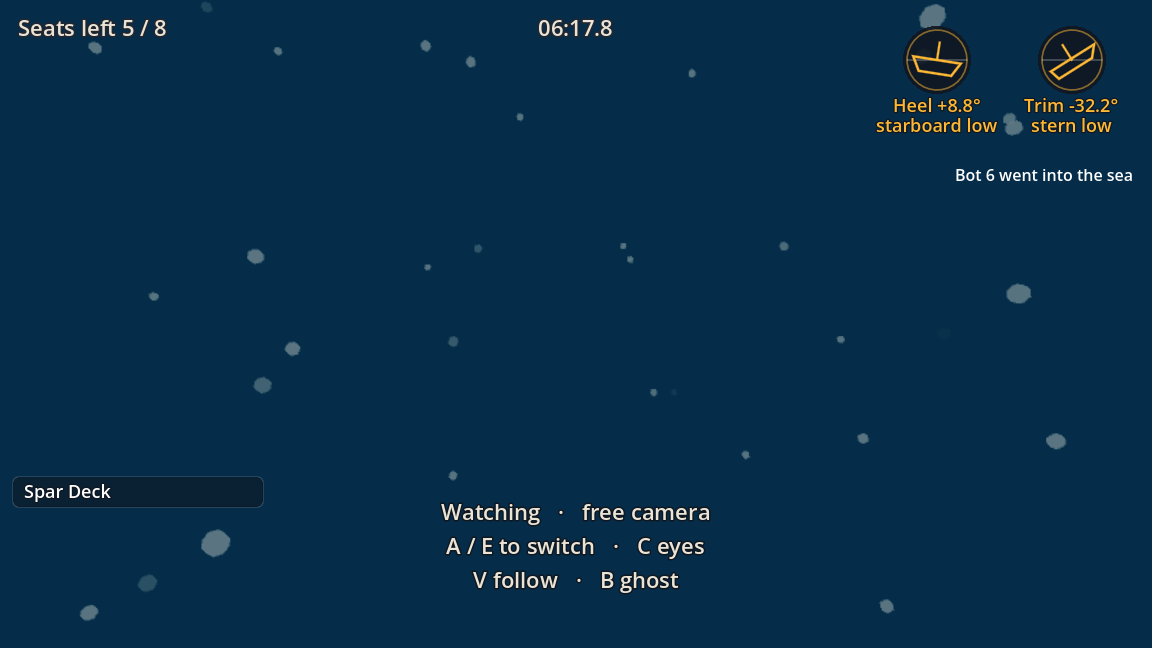 Seats left 5 / 8
06:17.8
Heel +8.8°
starboard low
Trim -32.2°
stern low
Bot 6 went into the sea
Spar Deck
Watching · free camera
A / E to switch · C eyes
V follow · B ghost